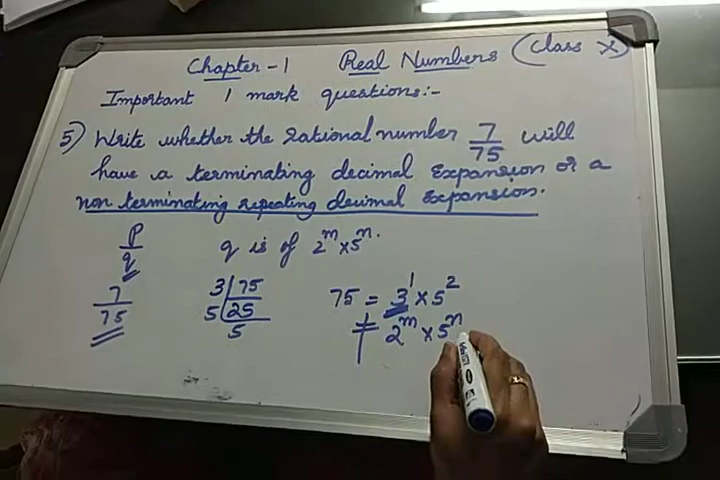 Chapter-1 Real Numbers (Class X)
Important 1 mark questions:-
5) Write whether the rational number 7/75 will
have a terminating decimal expansion or a
non terminating repeating decimal expansion.
P/q q is of 2^m x 5^n.
7/75
3 | 75
5 | 25
5
75 = 3^1 x 5^2
≠ 2^m x 5^n